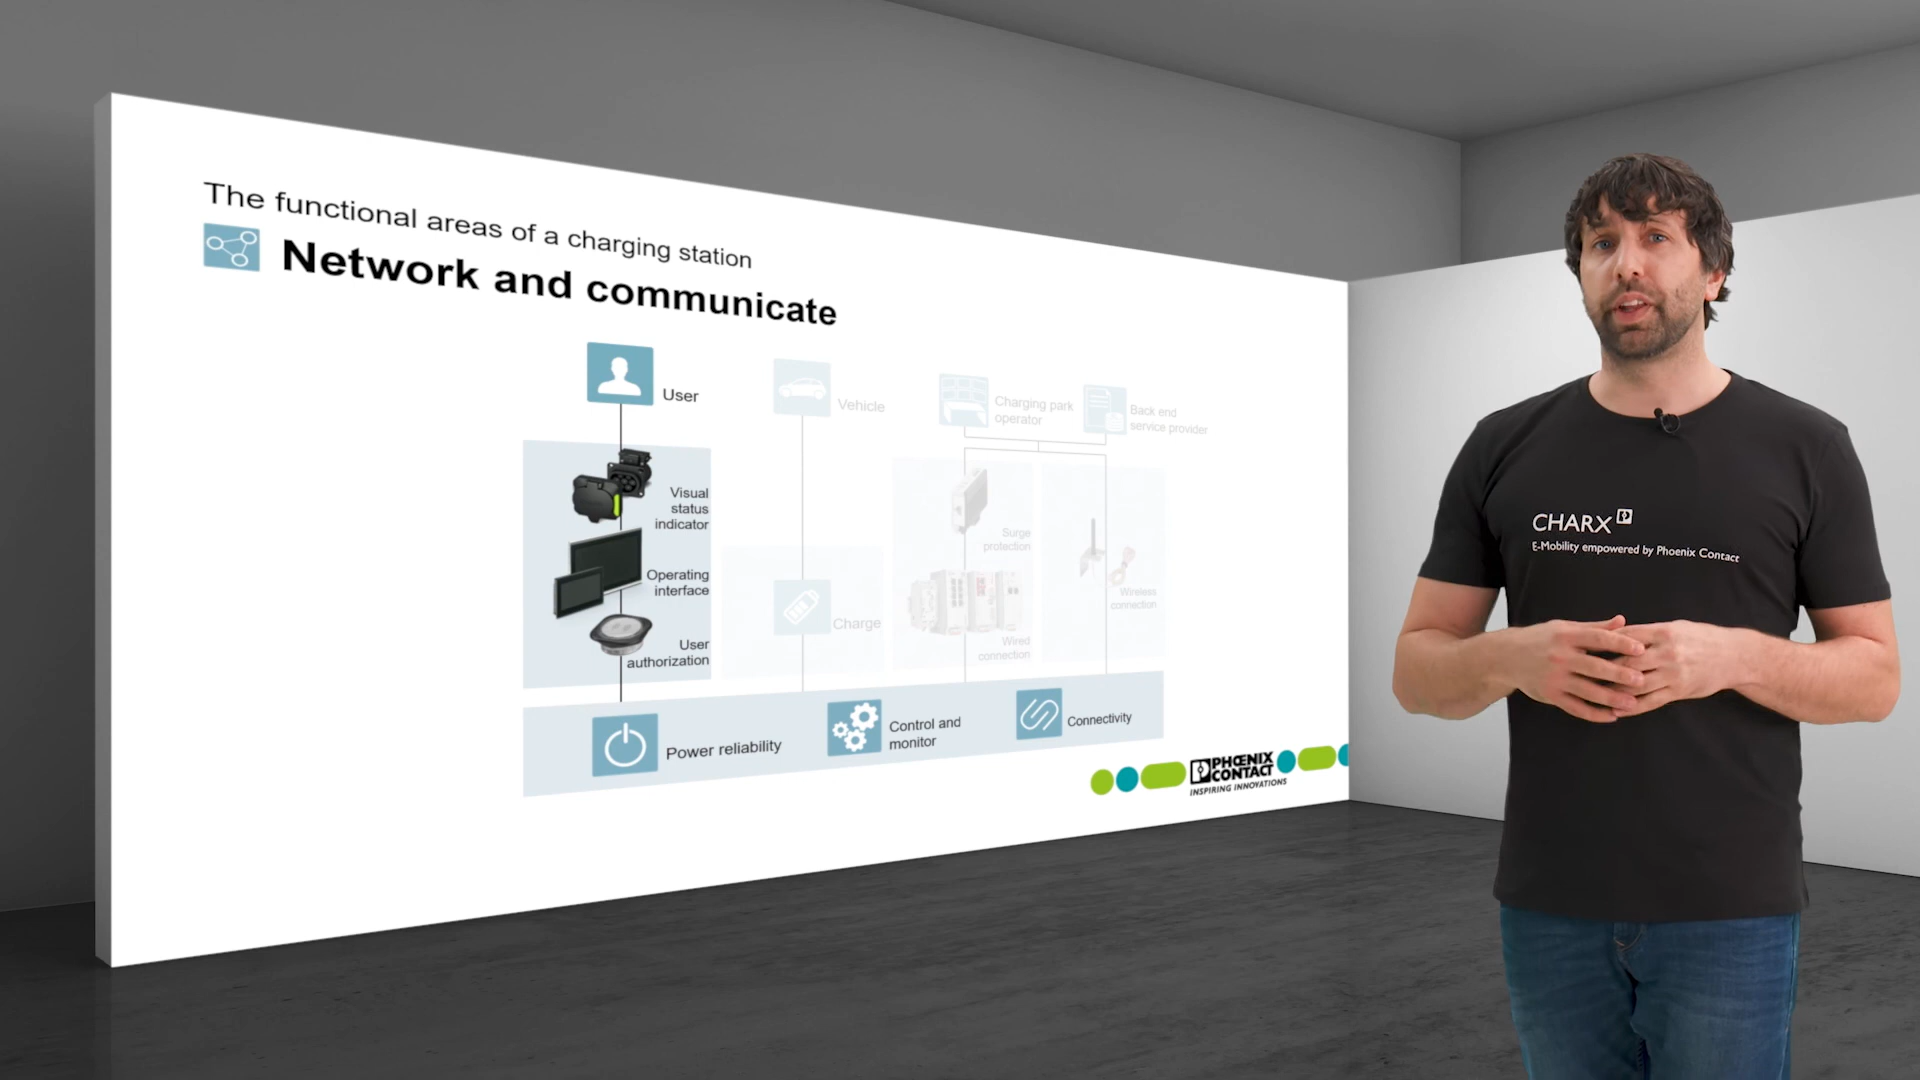 The functional areas of a charging station
Network and communicate
User
Vehicle
Charging park
operator
Back end
service provider
Visual
status
indicator
Operating
interface
User
authorization
Charge
Surge
protection
Wired
connection
Wireless
connection
Power reliability
Control and
monitor
Connectivity
PHŒNIX
CONTACT
INSPIRING INNOVATIONS
CHARX
E-Mobility empowered by Phoenix Contact